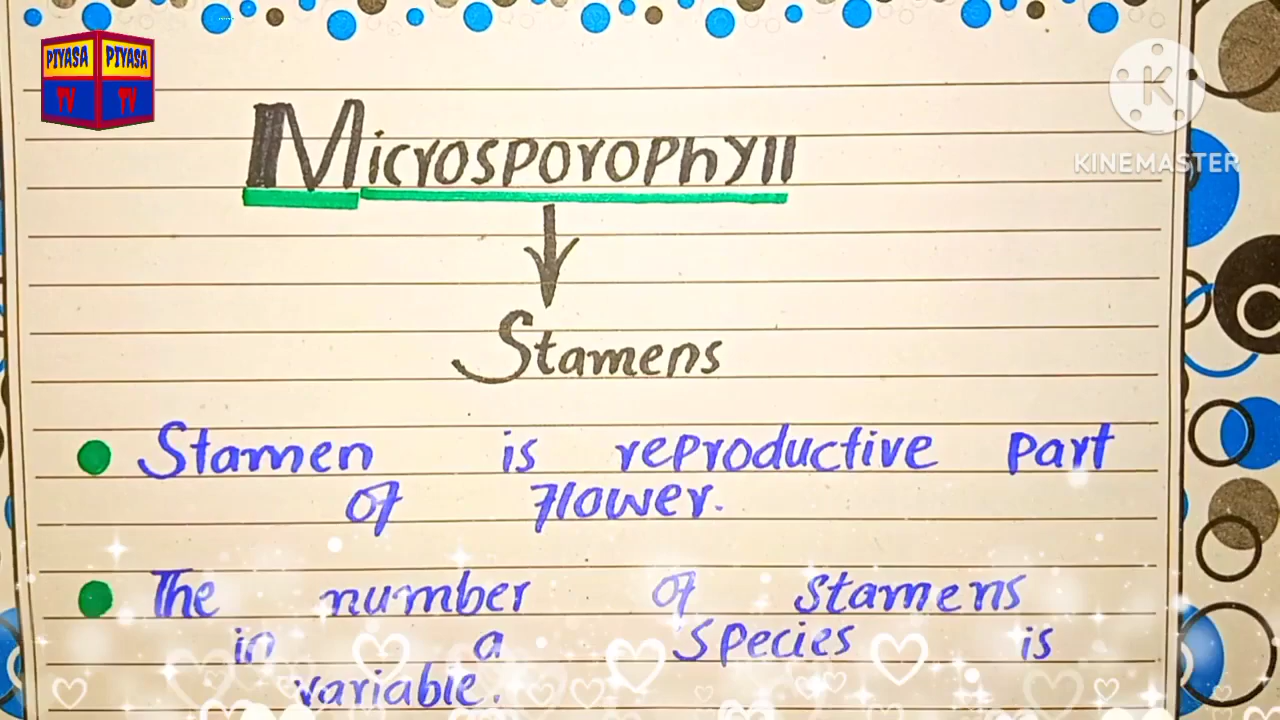 PIYASA PIYASA
TV TV
KINEMASTER
Microsporophyll
Stamens
Stamen is reproductive part
of Flower.
The number of stamens
in a species is
variable.